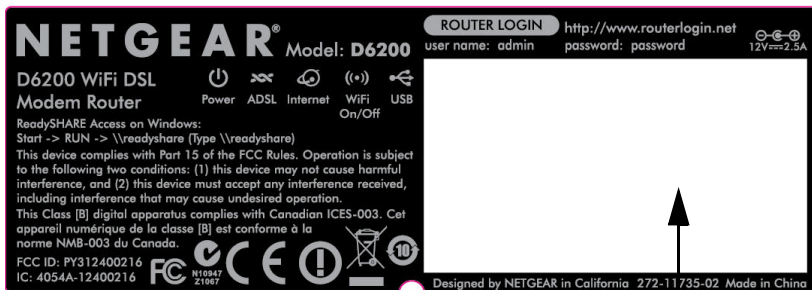 NETGEAR® Model: D6200
D6200 WiFi DSL
Modem Router
Power ADSL Internet WiFi On/Off USB
ReadySHARE Access on Windows:
Start -> RUN -> \\readyshare (Type \\readyshare)
This device complies with Part 15 of the FCC Rules. Operation is subject
to the following two conditions: (1) this device may not cause harmful
interference, and (2) this device must accept any interference received,
including interference that may cause undesired operation.
This Class [B] digital apparatus complies with Canadian ICES-003. Cet
appareil numérique de la classe [B] est conforme à la
norme NMB-003 du Canada.
FCC ID: PY312400216
IC: 4054A-12400216
FC
N10947
Z1067
CE
10
ROUTER LOGIN http://www.routerlogin.net
user name: admin password: password
12V 2.5A
Designed by NETGEAR in California 272-11735-02 Made in China